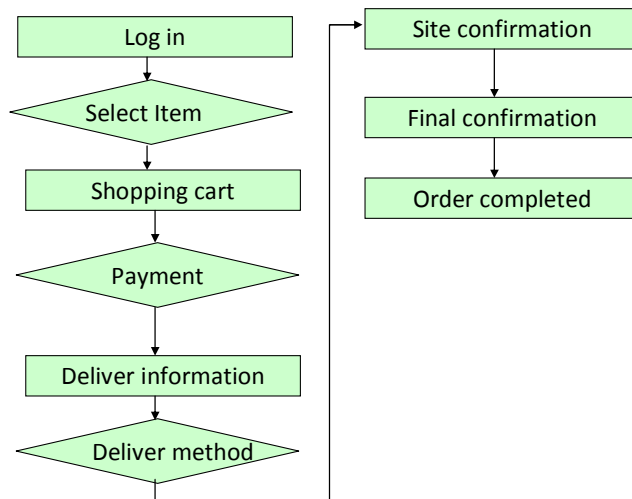 Log in
Select Item
Shopping cart
Payment
Deliver information
Deliver method
Site confirmation
Final confirmation
Order completed